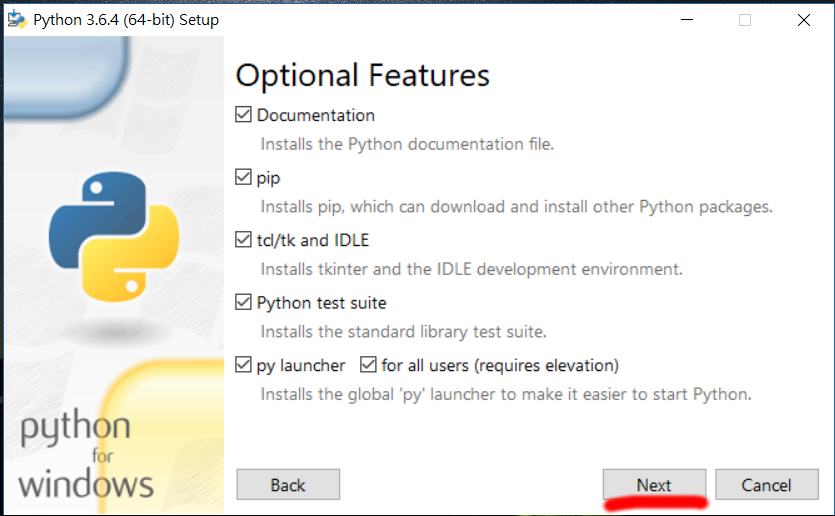 Python 3.6.4 (64-bit) Setup
Optional Features
Documentation
Installs the Python documentation file.
pip
Installs pip, which can download and install other Python packages.
tcl/tk and IDLE
Installs tkinter and the IDLE development environment.
Python test suite
Installs the standard library test suite.
py launcher for all users (requires elevation)
Installs the global 'py' launcher to make it easier to start Python.
python
for
windows
Back Next Cancel